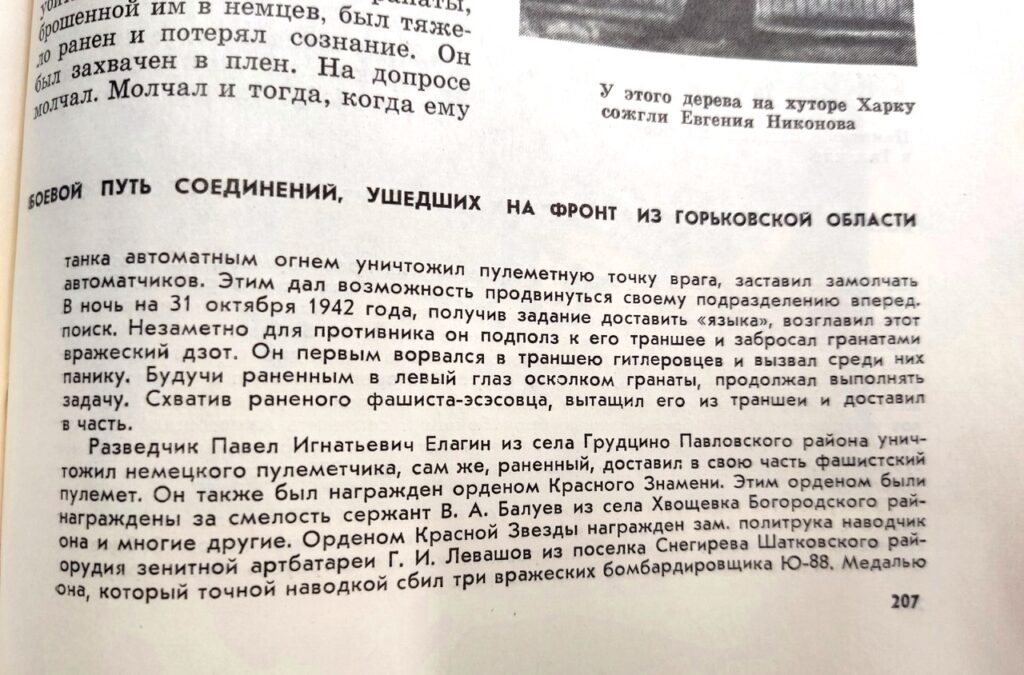 брошенной им в немцев, был тяже-
ло ранен и потерял сознание. Он
был захвачен в плен. На допросе
молчал. Молчал и тогда, когда ему
У этого дерева на хуторе Харку
сожгли Евгения Никонова
БОЕВОЙ ПУТЬ СОЕДИНЕНИЙ, УШЕДШИХ НА ФРОНТ ИЗ ГОРЬКОВСКОЙ ОБЛАСТИ
танка автоматным огнем уничтожил пулеметную точку врага, заставил замолчать
автоматчиков. Этим дал возможность продвинуться своему подразделению вперед.
В ночь на 31 октября 1942 года, получив задание доставить «языка», возглавил этот
поиск. Незаметно для противника он подполз к его траншее и забросал гранатами
вражеский дзот. Он первым ворвался в траншею гитлеровцев и вызвал среди них
панику. Будучи раненным в левый глаз осколком гранаты, продолжал выполнять
задачу. Схватив раненого фашиста-эсэсовца, вытащил его из траншеи и доставил
в часть.
Разведчик Павел Игнатьевич Елагин из села Грудцино Павловского района унич-
тожил немецкого пулеметчика, сам же, раненный, доставил в свою часть фашистский
пулемет. Он также был награжден орденом Красного Знамени. Этим орденом были
награждены за смелость сержант В. А. Балуев из села Хвощевка Богородского рай-
она и многие другие. Орденом Красной Звезды награжден зам. политрука наводчик
орудия зенитной артбатареи Г. И. Левашов из поселка Снегирева Шатковского рай-
она, который точной наводкой сбил три вражеских бомбардировщика Ю-88. Медалью
207